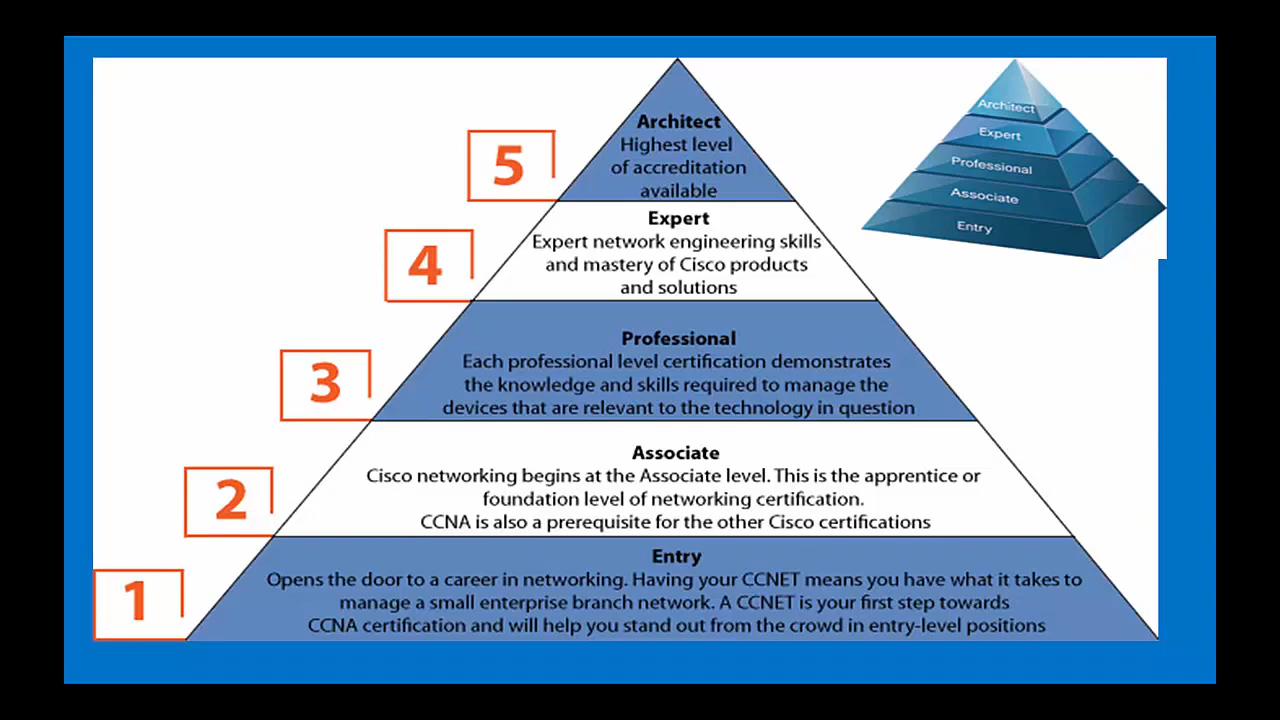 5
Architect
Highest level
of accreditation
available
4
Expert
Expert network engineering skills
and mastery of Cisco products
and solutions
3
Professional
Each professional level certification demonstrates
the knowledge and skills required to manage the
devices that are relevant to the technology in question
2
Associate
Cisco networking begins at the Associate level. This is the apprentice or
foundation level of networking certification.
CCNA is also a prerequisite for the other Cisco certifications
1
Entry
Opens the door to a career in networking. Having your CCNET means you have what it takes to
manage a small enterprise branch network. A CCNET is your first step towards
CCNA certification and will help you stand out from the crowd in entry-level positions
Architect
Expert
Professional
Associate
Entry